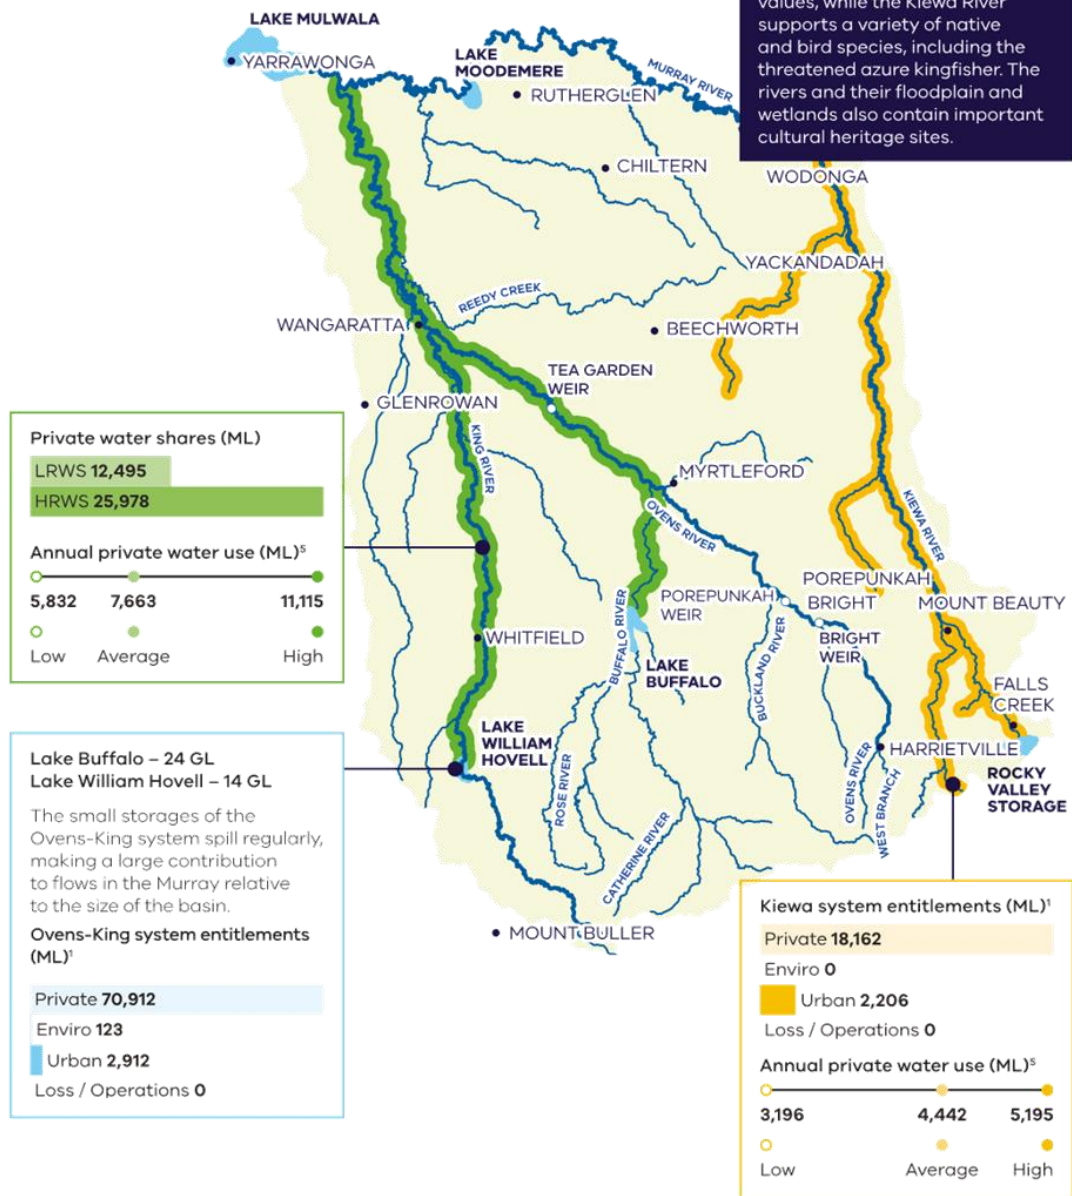 values, while the Kiewa River
supports a variety of native
and bird species, including the
threatened azure kingfisher. The
rivers and their floodplain and
wetlands also contain important
cultural heritage sites.
LAKE MULWALA
YARRAWONGA
LAKE
MOODEMERE
RUTHERGLEN
MURRAY RIVER
CHILTERN
WODONGA
YACKANDADAH
REEDY CREEK
WANGARATTA
BEECHWORTH
TEA GARDEN
WEIR
GLENROWAN
KING RIVER
MYRTLEFORD
OVENS RIVER
KIEWA RIVER
POREPUNKAH
WEIR
POREPUNKAH
BRIGHT
MOUNT BEAUTY
BUFFALO RIVER
BUCKLAND RIVER
BRIGHT
WEIR
WHITFIELD
LAKE
BUFFALO
FALLS
CREEK
LAKE
WILLIAM
HOVELL
HARRIETVILLE
ROCKY
VALLEY
STORAGE
ROSE RIVER
OVENS RIVER
WEST BRANCH
CATHERINE RIVER
MOUNT BULLER
Private water shares (ML)
LRWS 12,495
HRWS 25,978
Annual private water use (ML)⁵
5,832 7,663 11,115
Low Average High
Lake Buffalo – 24 GL
Lake William Hovell – 14 GL
The small storages of the
Ovens-King system spill regularly,
making a large contribution
to flows in the Murray relative
to the size of the basin.
Ovens-King system entitlements
(ML)¹
Private 70,912
Enviro 123
Urban 2,912
Loss / Operations 0
Kiewa system entitlements (ML)¹
Private 18,162
Enviro 0
Urban 2,206
Loss / Operations 0
Annual private water use (ML)⁵
3,196 4,442 5,195
Low Average High